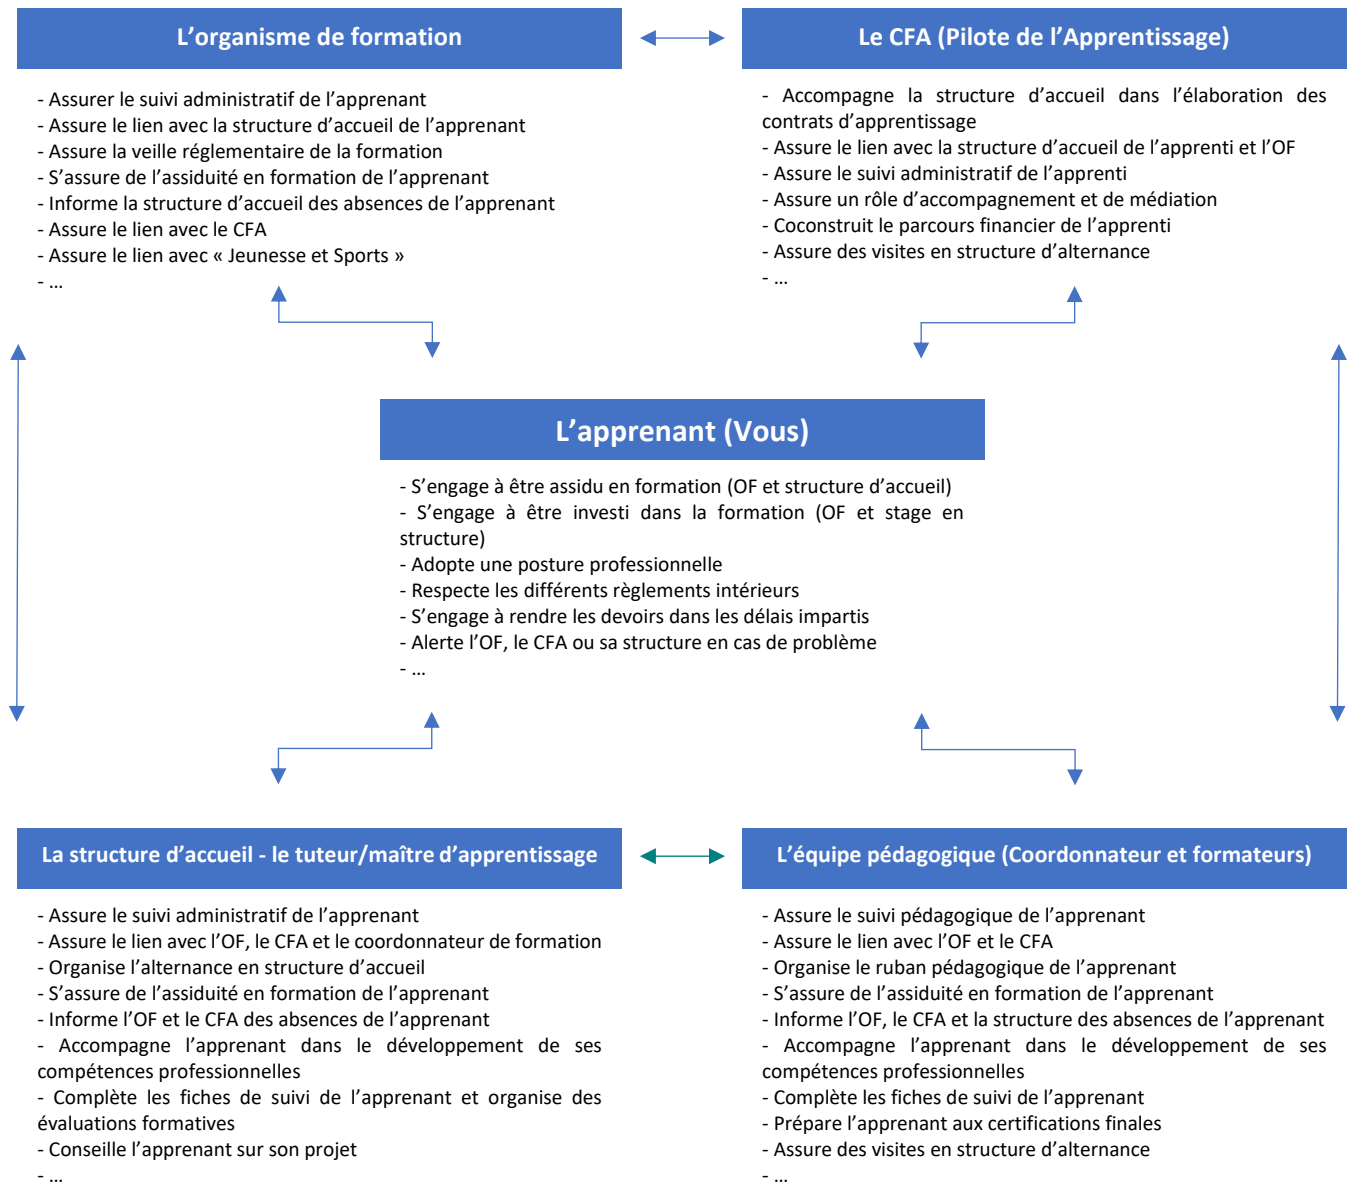 L’organisme de formation
- Assurer le suivi administratif de l’apprenant
- Assure le lien avec la structure d’accueil de l’apprenant
- Assure la veille réglementaire de la formation
- S’assure de l’assiduité en formation de l’apprenant
- Informe la structure d’accueil des absences de l’apprenant
- Assure le lien avec le CFA
- Assure le lien avec « Jeunesse et Sports »
- …
Le CFA (Pilote de l’Apprentissage)
- Accompagne la structure d’accueil dans l’élaboration des
contrats d’apprentissage
- Assure le lien avec la structure d’accueil de l’apprenti et l’OF
- Assure le suivi administratif de l’apprenti
- Assure un rôle d’accompagnement et de médiation
- Coconstruit le parcours financier de l’apprenti
- Assure des visites en structure d’alternance
- …
L’apprenant (Vous)
- S’engage à être assidu en formation (OF et structure d’accueil)
- S’engage à être investi dans la formation (OF et stage en
structure)
- Adopte une posture professionnelle
- Respecte les différents règlements intérieurs
- S’engage à rendre les devoirs dans les délais impartis
- Alerte l’OF, le CFA ou sa structure en cas de problème
- …
La structure d’accueil - le tuteur/maître d’apprentissage
- Assure le suivi administratif de l’apprenant
- Assure le lien avec l’OF, le CFA et le coordonnateur de formation
- Organise l’alternance en structure d’accueil
- S’assure de l’assiduité en formation de l’apprenant
- Informe l’OF et le CFA des absences de l’apprenant
- Accompagne l’apprenant dans le développement de ses
compétences professionnelles
- Complète les fiches de suivi de l’apprenant et organise des
évaluations formatives
- Conseille l’apprenant sur son projet
- …
L’équipe pédagogique (Coordonnateur et formateurs)
- Assure le suivi pédagogique de l’apprenant
- Assure le lien avec l’OF et le CFA
- Organise le ruban pédagogique de l’apprenant
- S’assure de l’assiduité en formation de l’apprenant
- Informe l’OF, le CFA et la structure des absences de l’apprenant
- Accompagne l’apprenant dans le développement de ses
compétences professionnelles
- Complète les fiches de suivi de l’apprenant
- Prépare l’apprenant aux certifications finales
- Assure des visites en structure d’alternance
- …